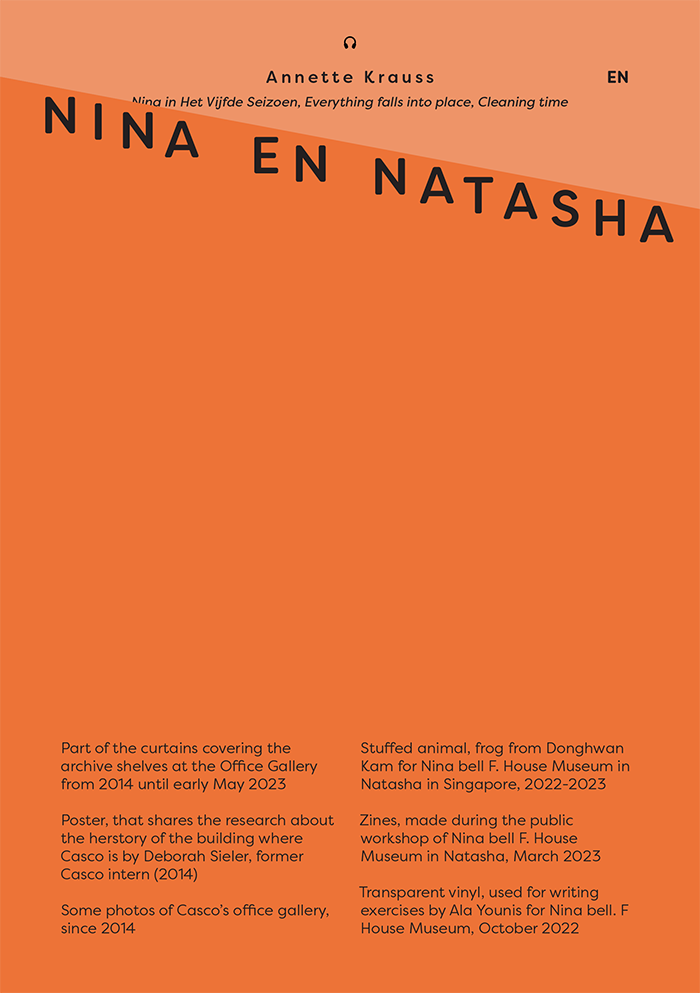 Annette Krauss
EN
Nina in Het Vijfde Seizoen, Everything falls into place, Cleaning time
NINA EN NATASHA
Part of the curtains covering the
archive shelves at the Office Gallery
from 2014 until early May 2023
Poster, that shares the research about
the herstory of the building where
Casco is by Deborah Sieler, former
Casco intern (2014)
Some photos of Casco's office gallery,
since 2014
Stuffed animal, frog from Donghwan
Kam for Nina bell F. House Museum in
Natasha in Singapore, 2022-2023
Zines, made during the public
workshop of Nina bell F. House
Museum in Natasha, March 2023
Transparent vinyl, used for writing
exercises by Ala Younis for Nina bell. F
House Museum, October 2022